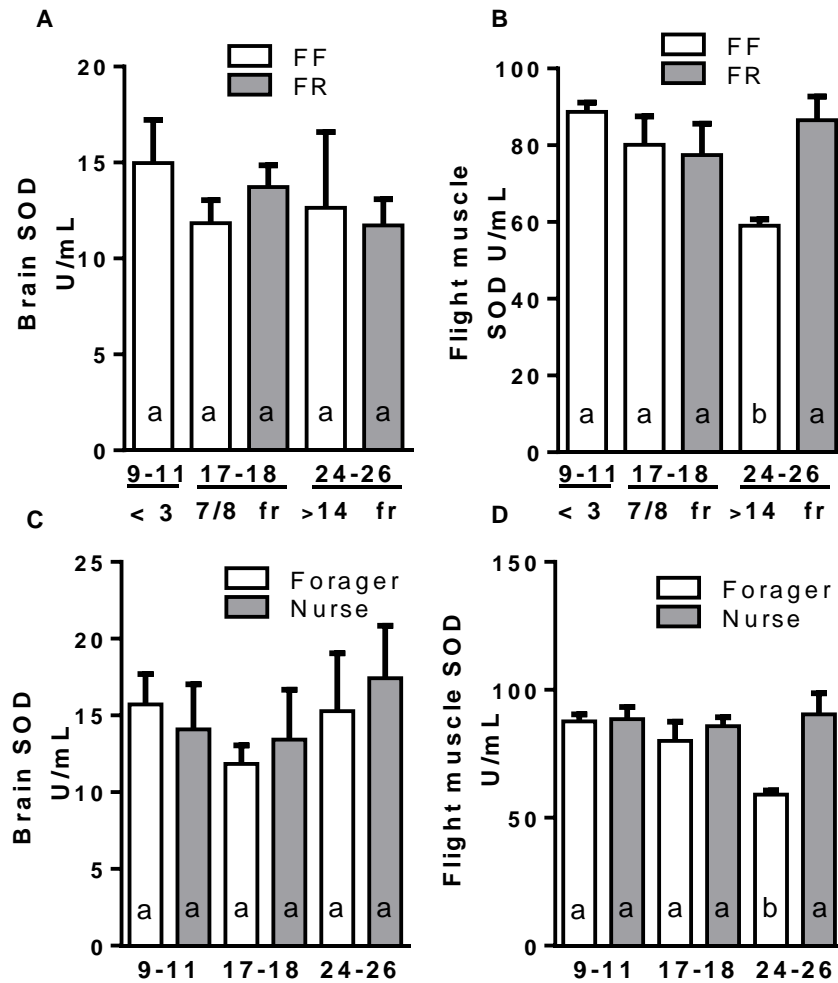 A
FF
FR
20
15
10
5
0
Brain SOD
U/mL
a a a a a
9-11 17-18 24-26
< 3 7/8 fr >14 fr
B
FF
FR
100
80
60
40
20
0
Flight muscle
SOD U/mL
a a a b a
9-11 17-18 24-26
< 3 7/8 fr >14 fr
C
Forager
Nurse
25
20
15
10
5
0
Brain SOD
U/mL
a a a a a a
9-11 17-18 24-26
D
Forager
Nurse
150
100
50
0
Flight muscle SOD
U/mL
a a a a b a
9-11 17-18 24-26